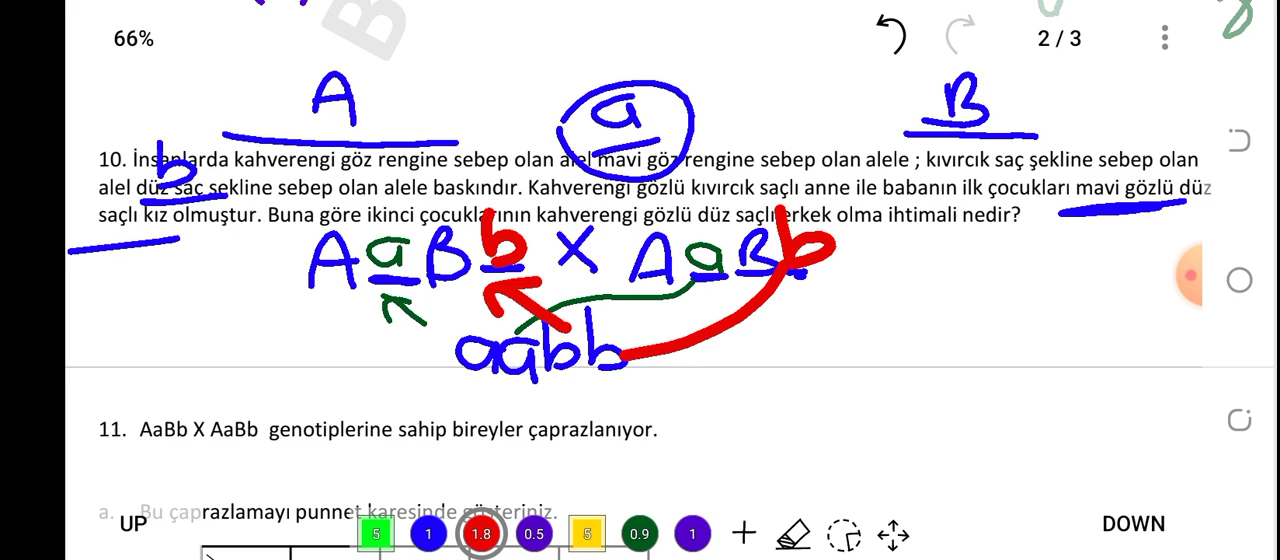 66%
2 / 3
A
a
B
b
10. İnsanlarda kahverengi göz rengine sebep olan alel mavi göz rengine sebep olan alele ; kıvırcık saç şekline sebep olan
alel düz saç şekline sebep olan alele baskındır. Kahverengi gözlü kıvırcık saçlı anne ile babanın ilk çocukları mavi gözlü düz
saçlı kız olmuştur. Buna göre ikinci çocuklarının kahverengi gözlü düz saçlı erkek olma ihtimali nedir?
AaBb X AaBb
aabb
11. AaBb X AaBb genotiplerine sahip bireyler çaprazlanıyor.
a. Bu çaprazlamayı punnet karesinde gösteriniz.
UP
5 1 1.8 0.5 5 0.9 1
DOWN